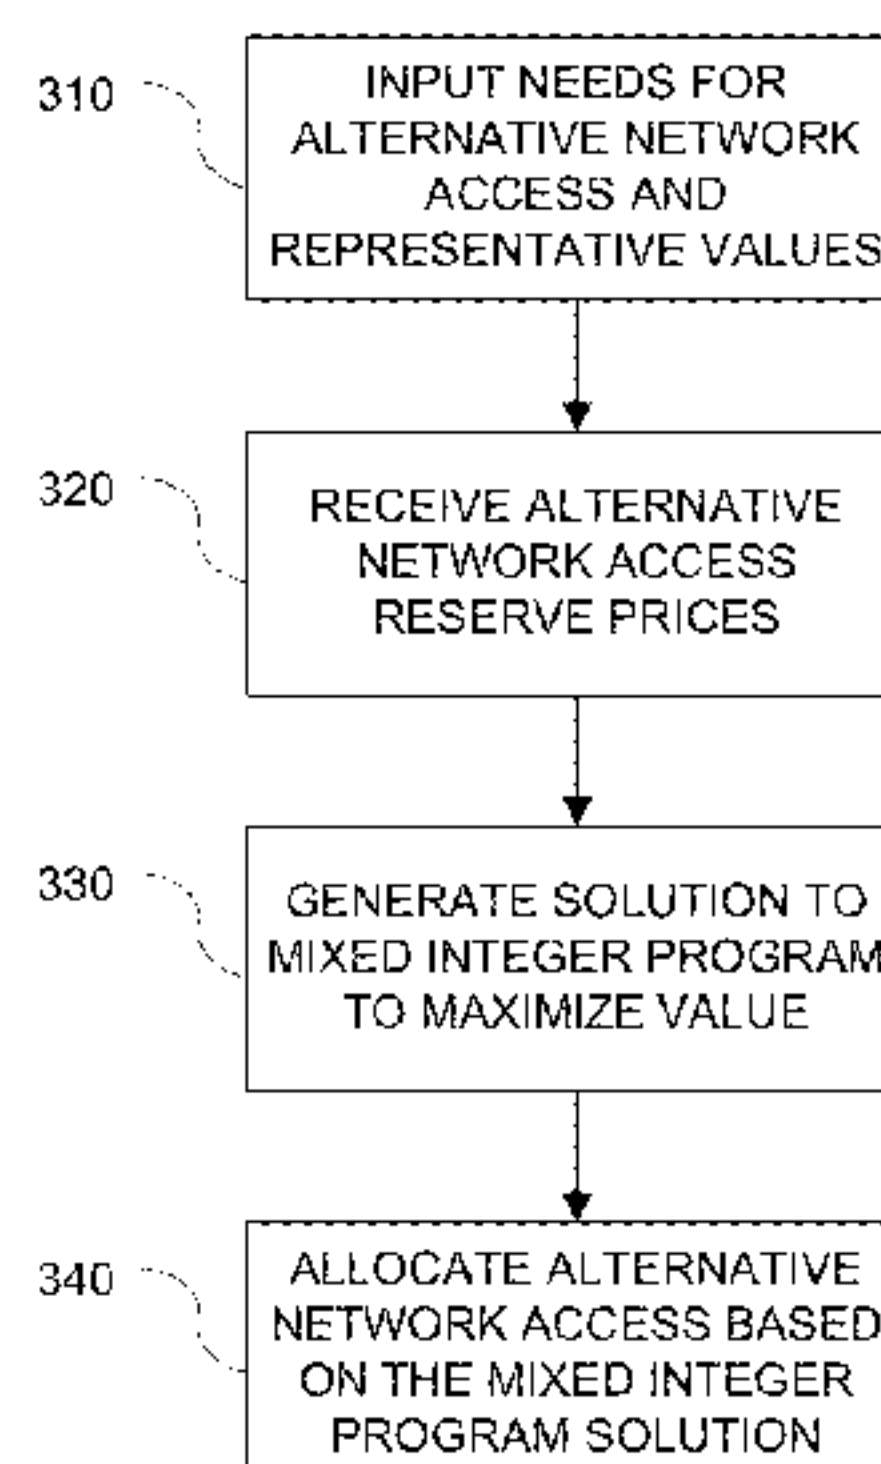 310
INPUT NEEDS FOR
ALTERNATIVE NETWORK
ACCESS AND
REPRESENTATIVE VALUES
320
RECEIVE ALTERNATIVE
NETWORK ACCESS
RESERVE PRICES
330
GENERATE SOLUTION TO
MIXED INTEGER PROGRAM
TO MAXIMIZE VALUE
340
ALLOCATE ALTERNATIVE
NETWORK ACCESS BASED
ON THE MIXED INTEGER
PROGRAM SOLUTION